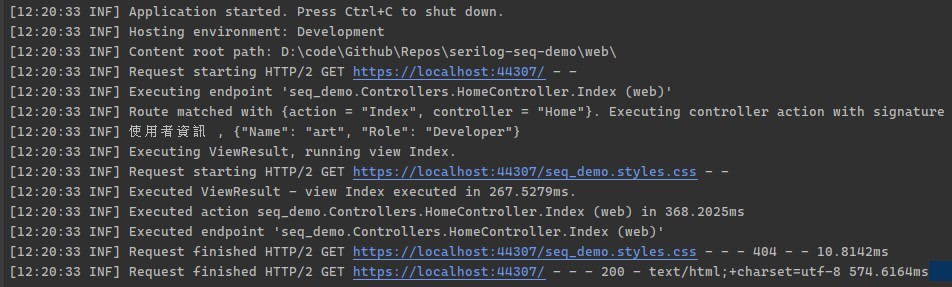 [12:20:33 INF] Application started. Press Ctrl+C to shut down.
[12:20:33 INF] Hosting environment: Development
[12:20:33 INF] Content root path: D:\code\Github\Repos\serilog-seq-demo\web\
[12:20:33 INF] Request starting HTTP/2 GET https://localhost:44307/ - -
[12:20:33 INF] Executing endpoint 'seq_demo.Controllers.HomeController.Index (web)'
[12:20:33 INF] Route matched with {action = "Index", controller = "Home"}. Executing controller action with signature
[12:20:33 INF] 使用者資訊 , {"Name": "art", "Role": "Developer"}
[12:20:33 INF] Executing ViewResult, running view Index.
[12:20:33 INF] Request starting HTTP/2 GET https://localhost:44307/seq_demo.styles.css - -
[12:20:33 INF] Executed ViewResult - view Index executed in 267.5279ms.
[12:20:33 INF] Executed action seq_demo.Controllers.HomeController.Index (web) in 368.2025ms
[12:20:33 INF] Executed endpoint 'seq_demo.Controllers.HomeController.Index (web)'
[12:20:33 INF] Request finished HTTP/2 GET https://localhost:44307/seq_demo.styles.css - - - 404 - - 10.8142ms
[12:20:33 INF] Request finished HTTP/2 GET https://localhost:44307/ - - - 200 - text/html;+charset=utf-8 574.6164ms